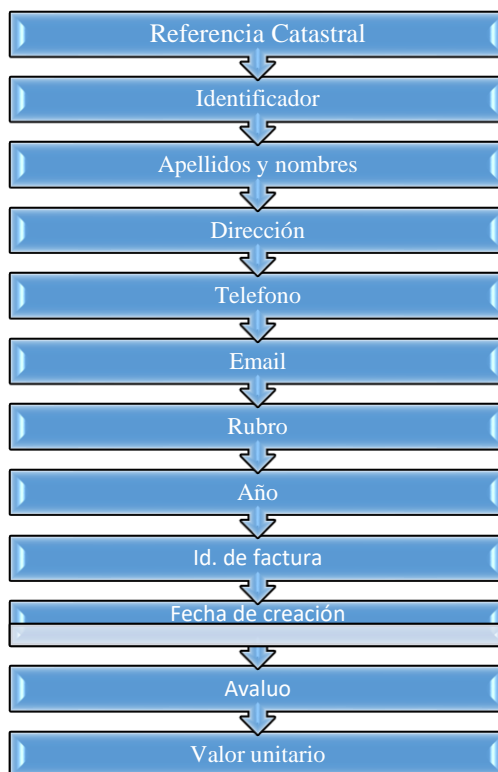 Referencia Catastral
Identificador
Apellidos y nombres
Dirección
Telefono
Email
Rubro
Año
Id. de factura
Fecha de creación
Avaluo
Valor unitario